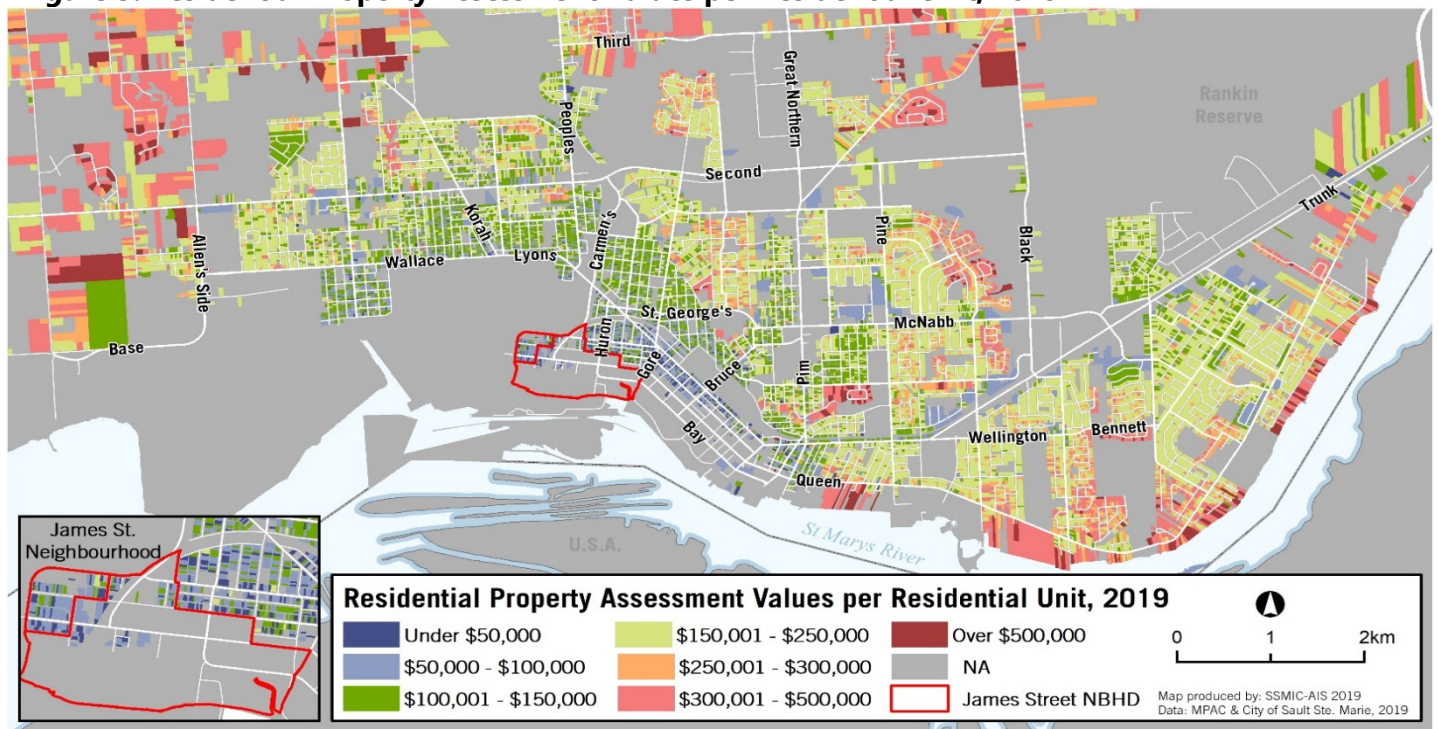 Third
Great Northern
Rankin
Reserve
Peoples
Second
Trunk
Korah
Carmen's
Pine
Black
Allen's Side
Wallace
Lyons
St. George's
McNabb
Base
Huron
Gore
Bruce
Pim
Bay
Wellington
Bennett
Queen
St Marys River
U.S.A.
James St.
Neighbourhood
Residential Property Assessment Values per Residential Unit, 2019
Under $50,000
$150,001 - $250,000
Over $500,000
0 1 2km
$50,000 - $100,000
$250,001 - $300,000
NA
$100,001 - $150,000
$300,001 - $500,000
James Street NBHD
Map produced by: SSMIC-AIS 2019
Data: MPAC & City of Sault Ste. Marie, 2019